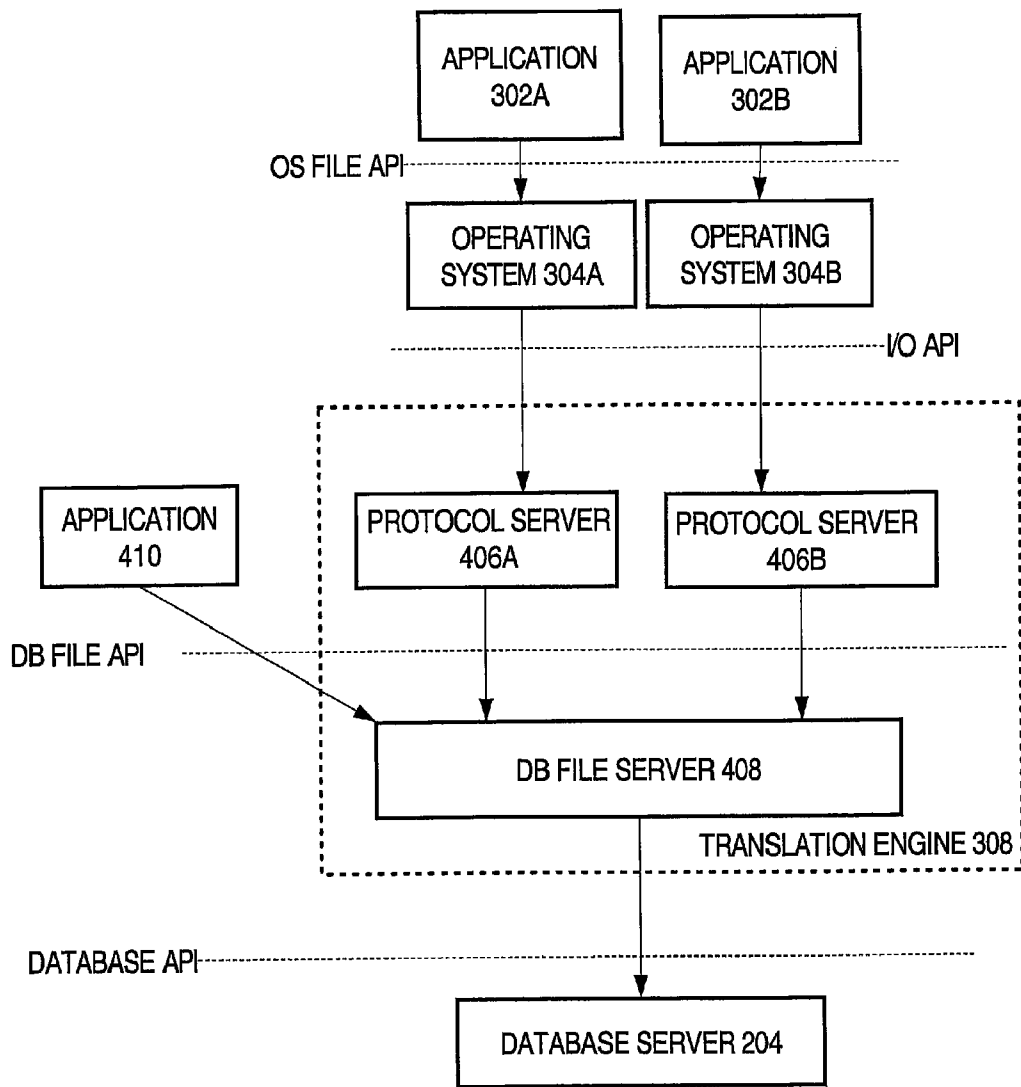 APPLICATION
302A
APPLICATION
302B
OS FILE API
OPERATING
SYSTEM 304A
OPERATING
SYSTEM 304B
I/O API
APPLICATION
410
PROTOCOL SERVER
406A
PROTOCOL SERVER
406B
DB FILE API
DB FILE SERVER 408
TRANSLATION ENGINE 308
DATABASE API
DATABASE SERVER 204